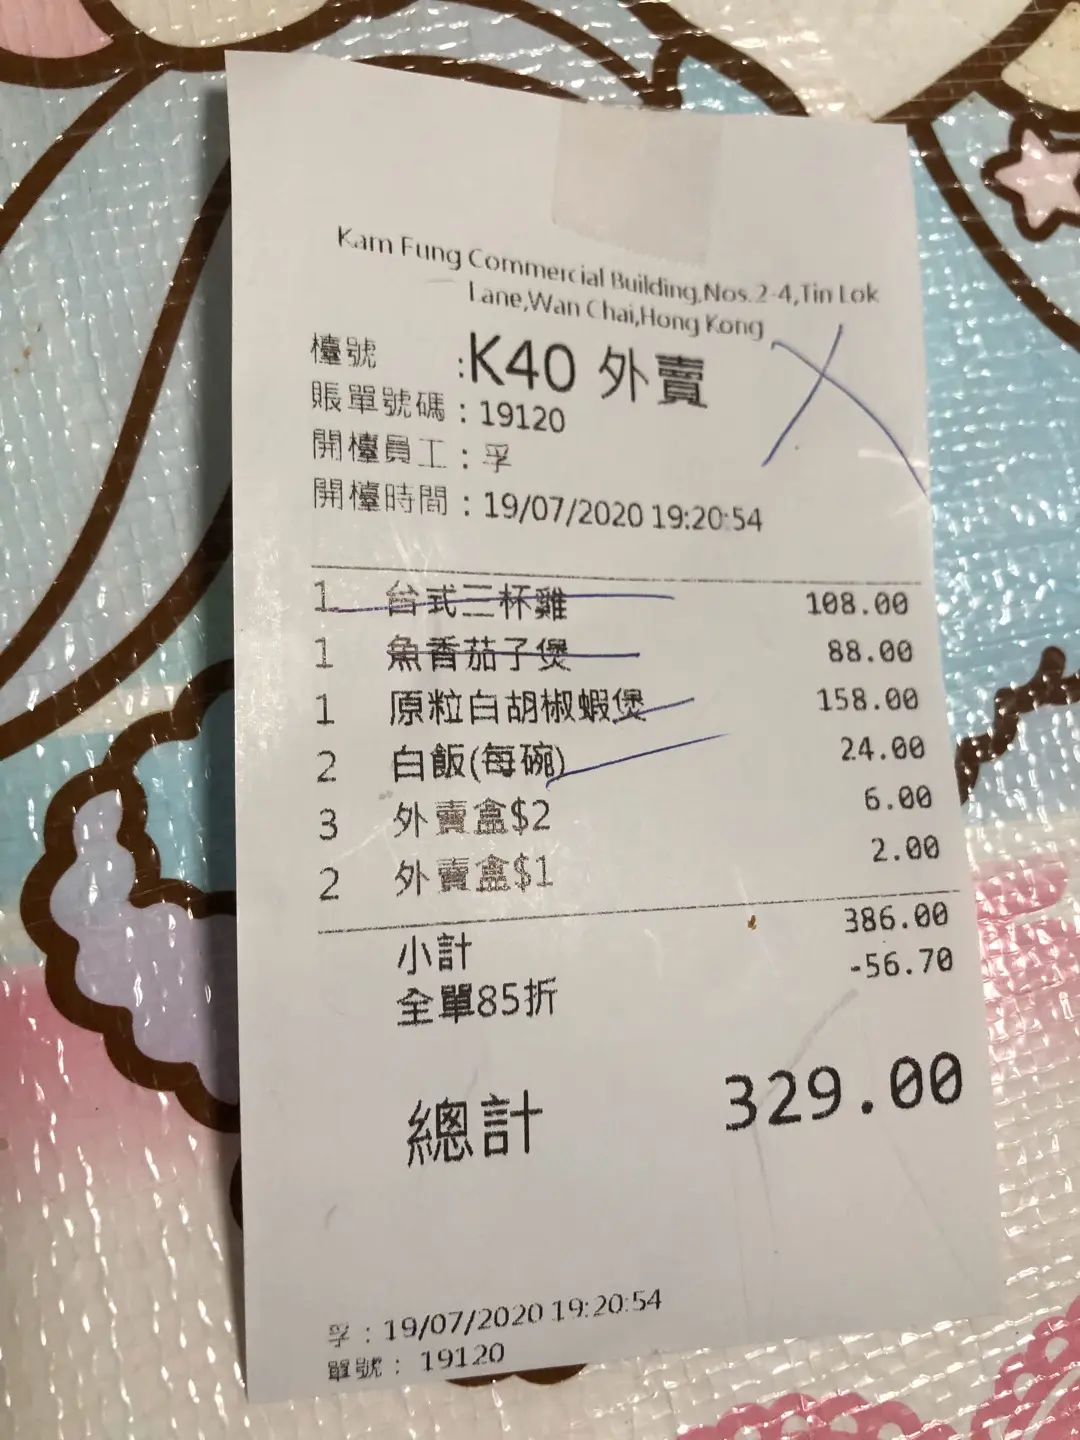 Kam Fung Commercial Building,Nos.2-4,Tin Lok
Lane,Wan Chai,Hong Kong
檯號 :K40 外賣
賬單號碼 : 19120
開檯員工 : 孚
開檯時間 : 19/07/2020 19:20:54
1 台式三杯雞 108.00
1 魚香茄子煲 88.00
1 原粒白胡椒蝦煲 158.00
2 白飯(每碗) 24.00
3 外賣盒$2 6.00
2 外賣盒$1 2.00
小計 386.00
全單85折 -56.70
總計 329.00
孚 : 19/07/2020 19:20:54
單號 : 19120